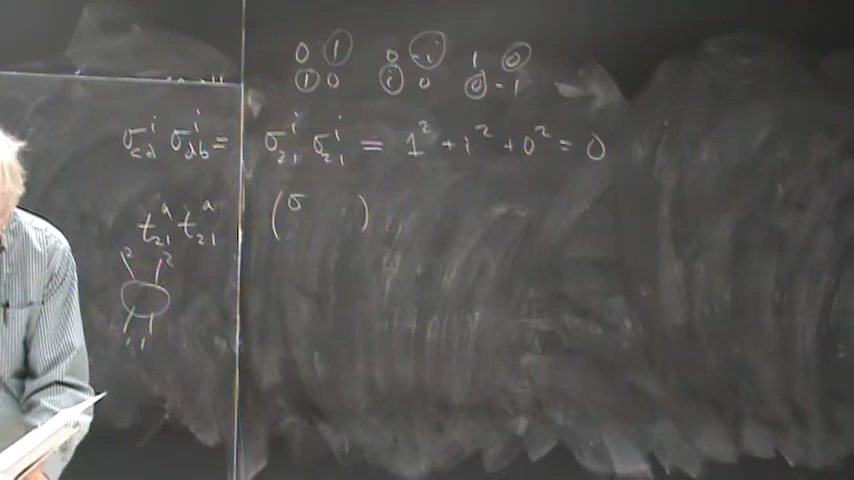 0 1 0 -i 1 0
1 0 i 0 0 -1
σ^i_{cd} σ^i_{db} = σ^i_{21} σ^i_{21} = 1^2 + i^2 + 0^2 = 0
t^a_{21} t^a_{21} (σ )
2 2
1 1